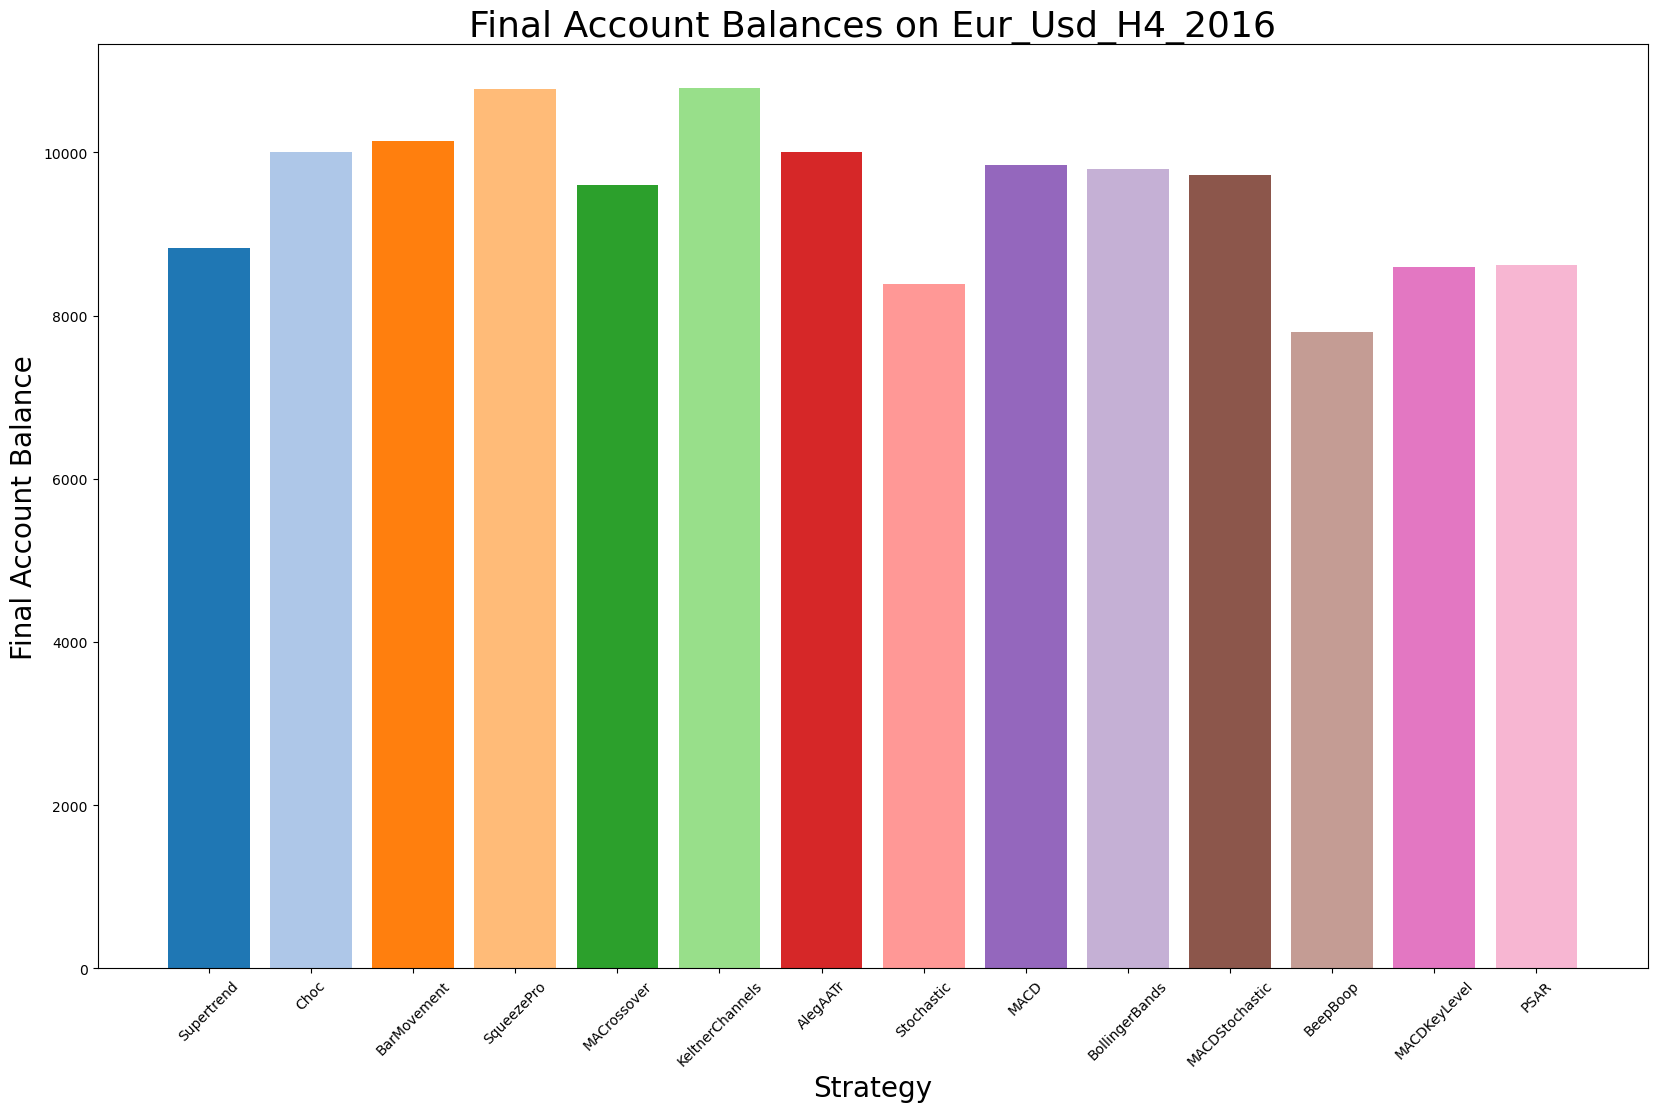 Final Account Balances on Eur_Usd_H4_2016
Final Account Balance
10000
8000
6000
4000
2000
0
Supertrend
Choc
BarMovement
SqueezePro
MACrossover
KeltnerChannels
AlegAATr
Stochastic
MACD
BollingerBands
MACDStochastic
BeepBoop
MACDKeyLevel
PSAR
Strategy